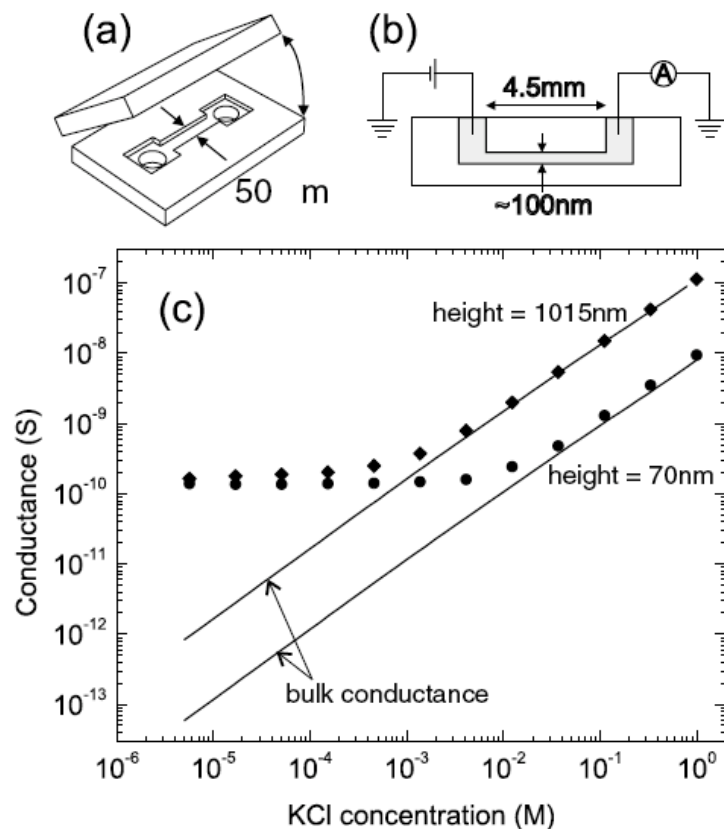 (a)
(b)
50 m
4.5mm
A
≈100nm
(c)
height = 1015nm
height = 70nm
bulk conductance
Conductance (S)
10⁻⁷
10⁻⁸
10⁻⁹
10⁻¹⁰
10⁻¹¹
10⁻¹²
10⁻¹³
10⁻⁶ 10⁻⁵ 10⁻⁴ 10⁻³ 10⁻² 10⁻¹ 10⁰
KCl concentration (M)